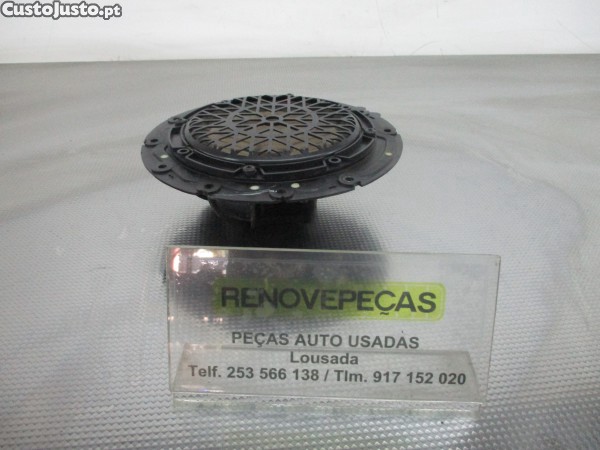 CustoJusto.pt
RENOVEPEÇAS
PEÇAS AUTO USADAS
Lousada
Telf. 253 566 138 / Tlm. 917 152 020